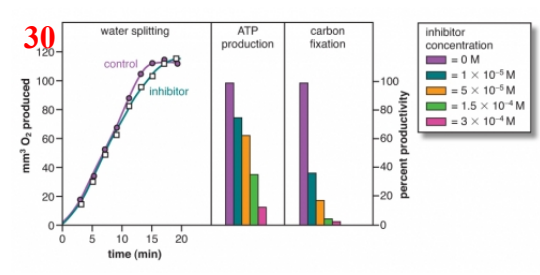 30
water splitting
ATP
production
carbon
fixation
inhibitor
concentration
= 0 M
= 1 × 10⁻⁵ M
= 5 × 10⁻⁵ M
= 1.5 × 10⁻⁴ M
= 3 × 10⁻⁴ M
control
inhibitor
mm³ O₂ produced
120
100
80
60
40
20
0
0 5 10 15 20
time (min)
100
80
60
40
20
0
percent productivity